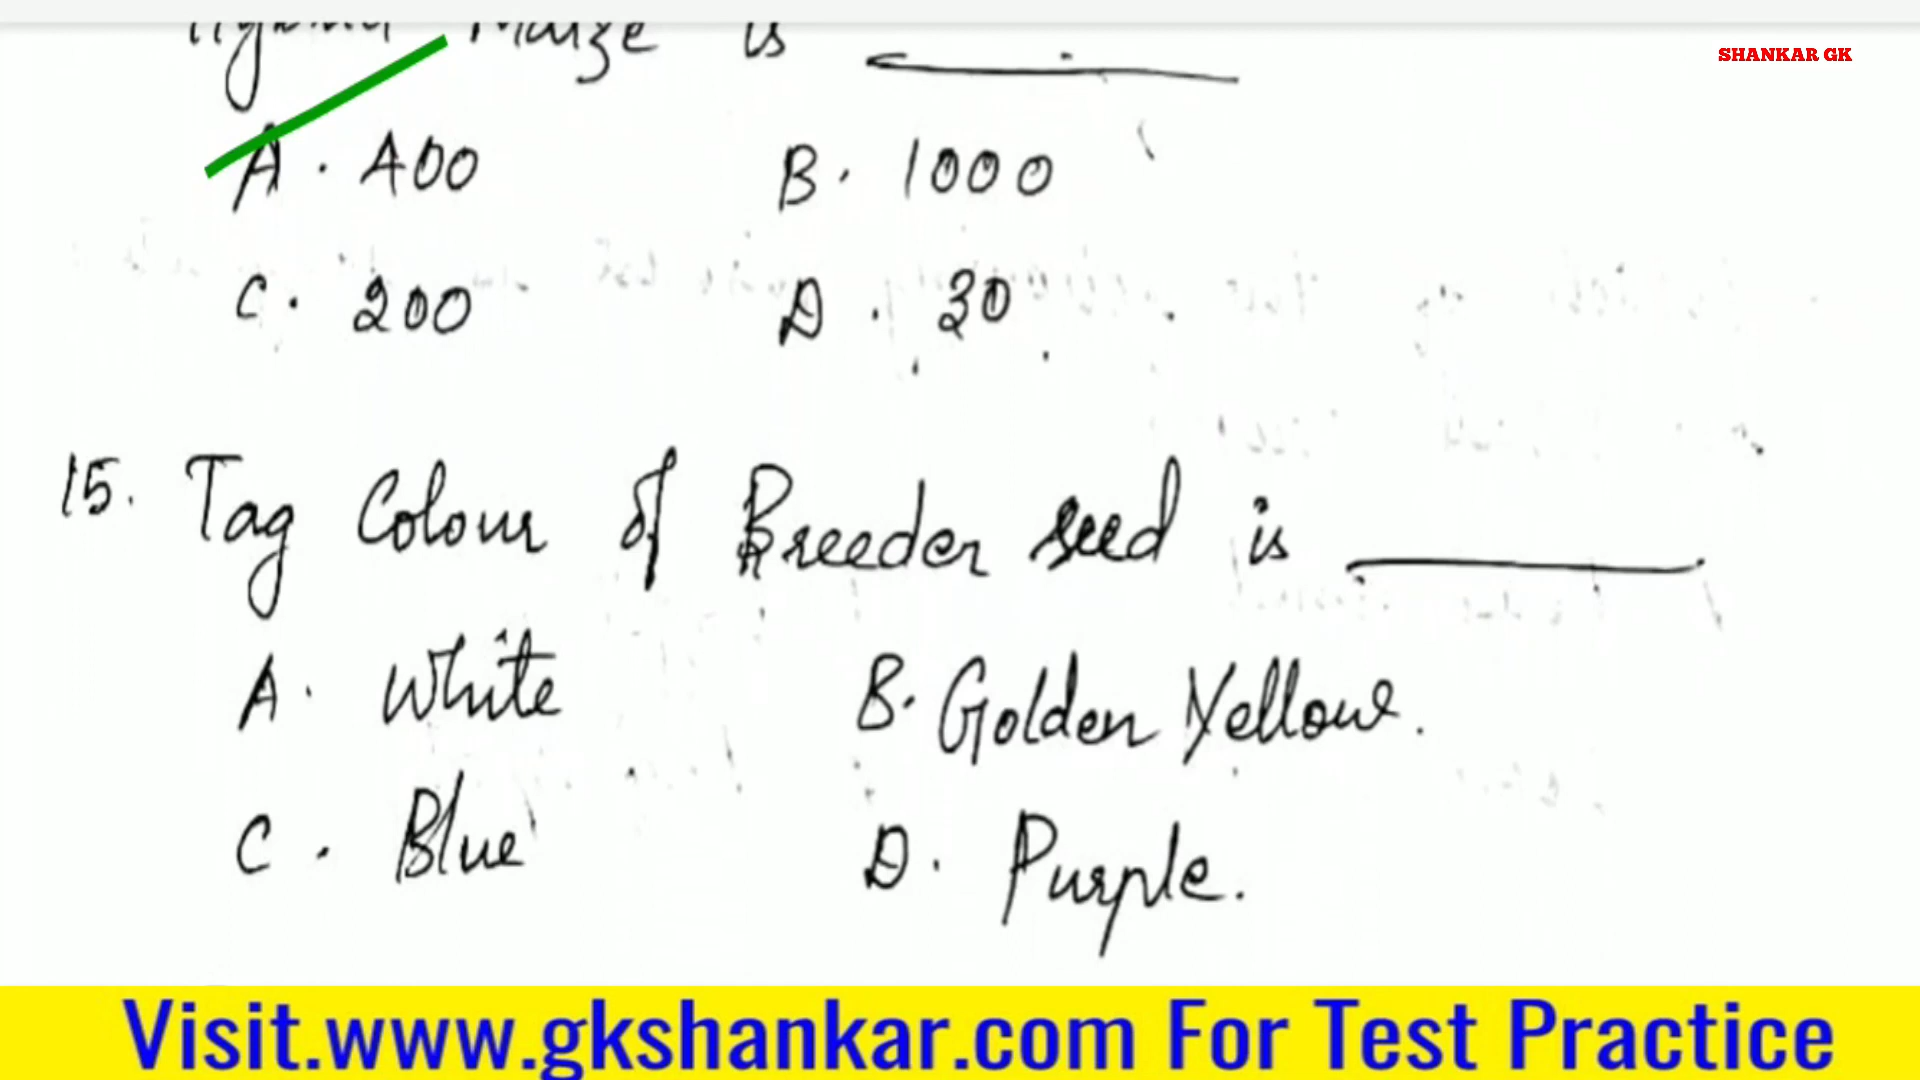 Hybrid Maize is
SHANKAR GK
A. 400
B. 1000
C. 200
D. 30
15. Tag Colour of Breeder seed is
A. White
B. Golden Yellow.
C. Blue
D. Purple.
Visit.www.gkshankar.com For Test Practice